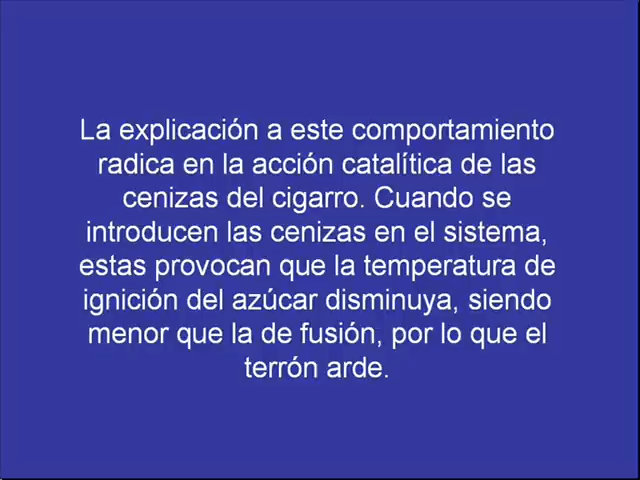 La explicación a este comportamiento
radica en la acción catalítica de las
cenizas del cigarro. Cuando se
introducen las cenizas en el sistema,
estas provocan que la temperatura de
ignición del azúcar disminuya, siendo
menor que la de fusión, por lo que el
terrón arde.